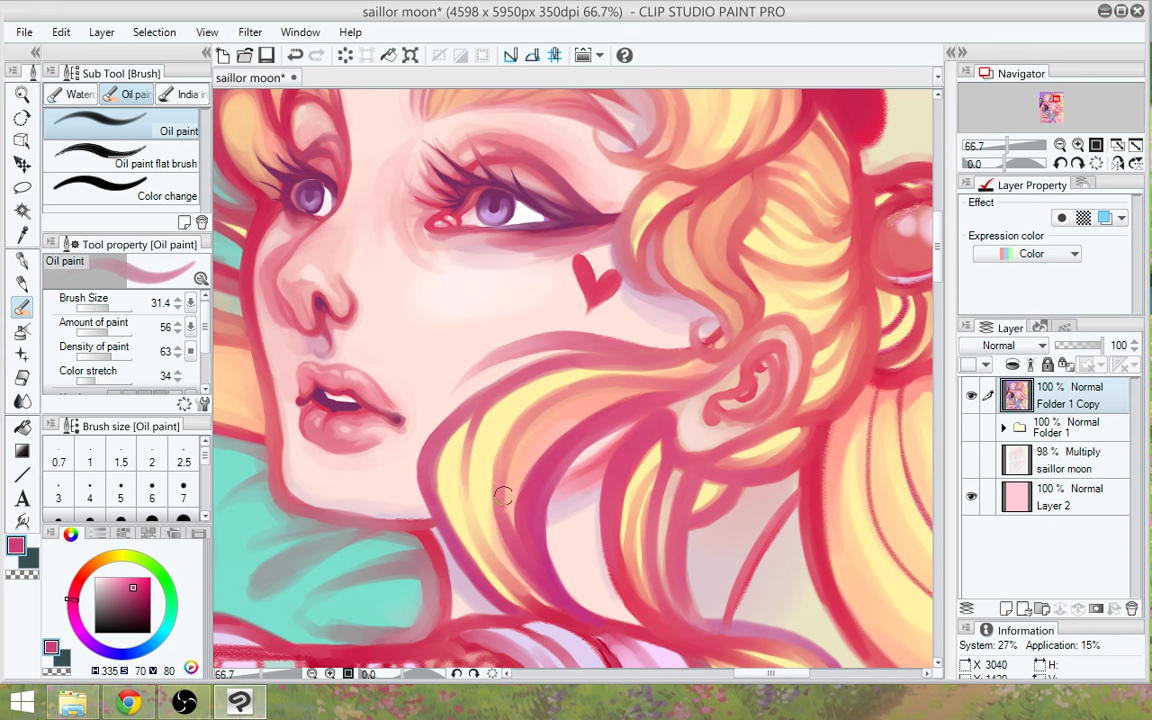 saillor moon* (4598 x 5950px 350dpi 66.7%)  - CLIP STUDIO PAINT PRO
File Edit Layer Selection View Filter Window Help
Sub Tool [Brush]
saillor moon*
Navigator
Waterc Oil pai India in
Oil paint
Oil paint flat brush
Color change
66.7
0.0
Layer Property
Effect
Expression color
Color
Tool property [Oil paint]
Oil paint
Brush Size 31.4
Amount of paint 56
Density of paint 63
Color stretch 34
Layer
Normal 100
100 % Normal
Folder 1 Copy
100 % Normal
Folder 1
98 % Multiply
saillor moon
100 % Normal
Layer 2
Brush size [Oil paint]
0.7 1 1.5 2 2.5
3 4 5 6 7
A
H 335 S 70 V 80
66.7 0.0
Information
System: 27% Application: 15%
X 3040 H: